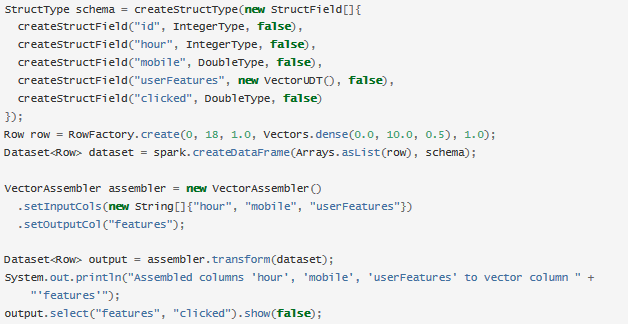 StructType schema = createStructType(new StructField[]{
  createStructField("id", IntegerType, false),
  createStructField("hour", IntegerType, false),
  createStructField("mobile", DoubleType, false),
  createStructField("userFeatures", new VectorUDT(), false),
  createStructField("clicked", DoubleType, false)
});
Row row = RowFactory.create(0, 18, 1.0, Vectors.dense(0.0, 10.0, 0.5), 1.0);
Dataset<Row> dataset = spark.createDataFrame(Arrays.asList(row), schema);

VectorAssembler assembler = new VectorAssembler()
  .setInputCols(new String[]{"hour", "mobile", "userFeatures"})
  .setOutputCol("features");

Dataset<Row> output = assembler.transform(dataset);
System.out.println("Assembled columns 'hour', 'mobile', 'userFeatures' to vector column " +
    "'features'");
output.select("features", "clicked").show(false);